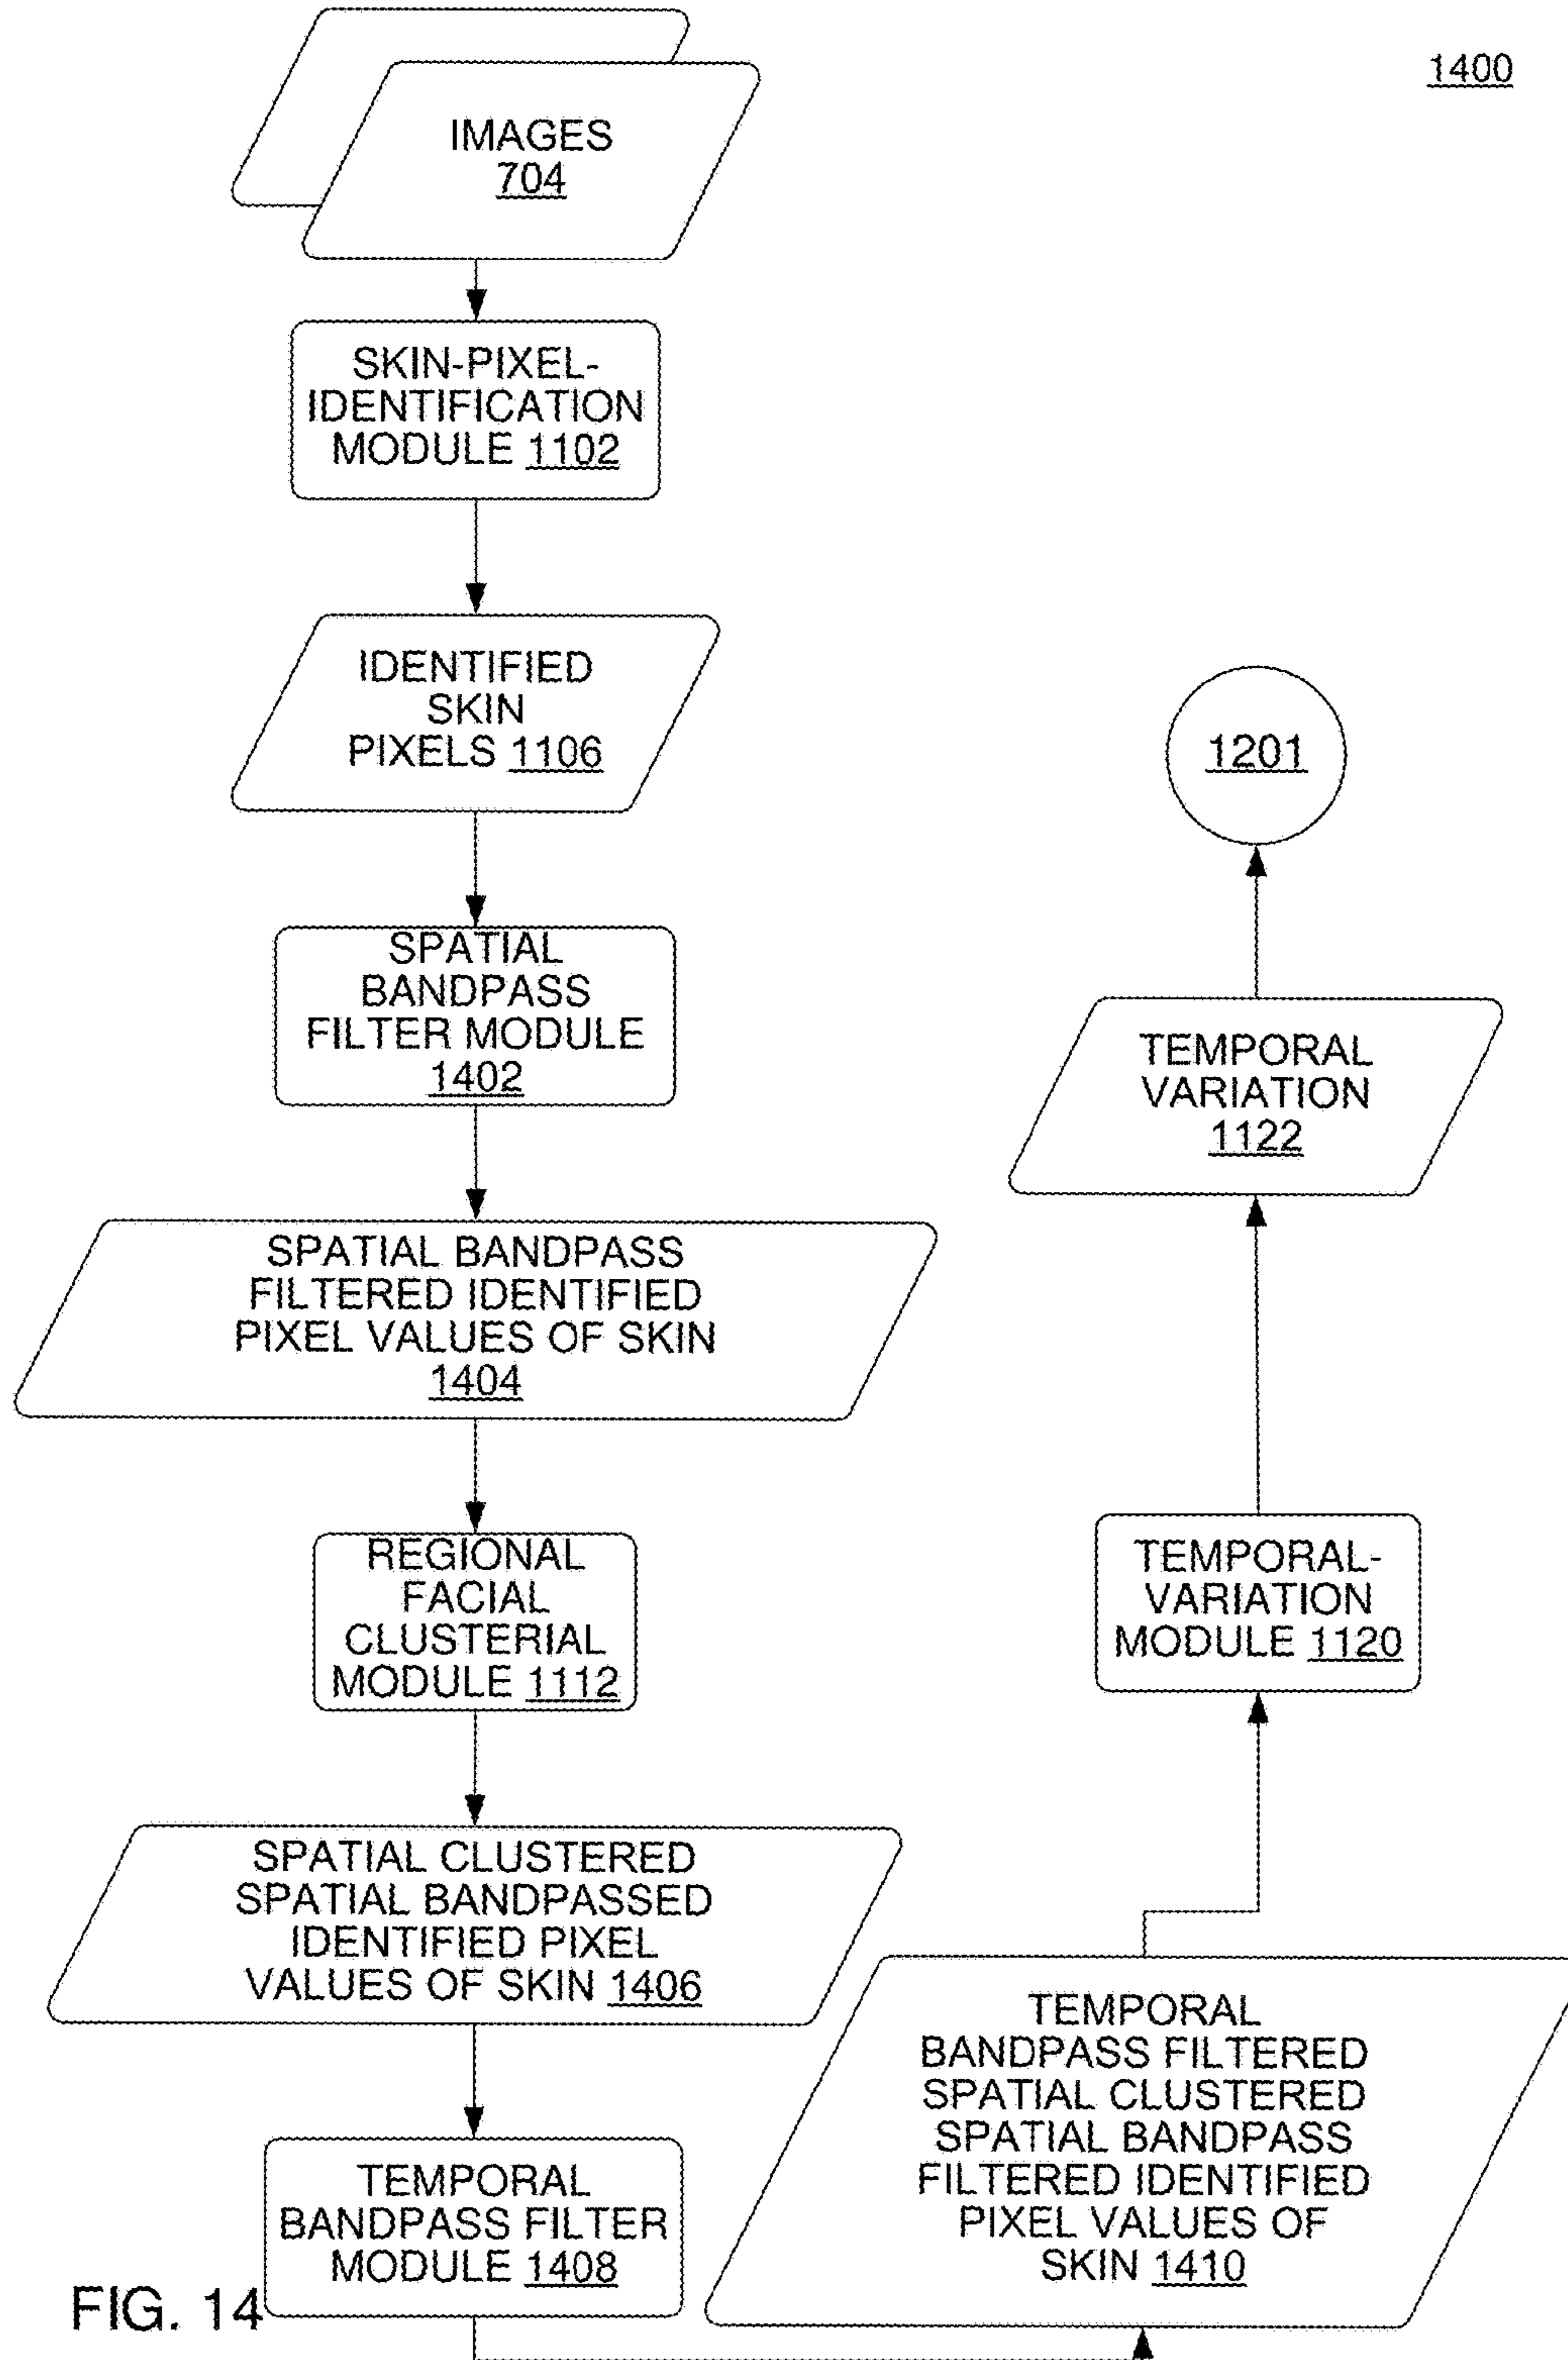 1400
IMAGES
704
SKIN-PIXEL-
IDENTIFICATION
MODULE 1102
IDENTIFIED
SKIN
PIXELS 1106
SPATIAL
BANDPASS
FILTER MODULE
1402
SPATIAL BANDPASS
FILTERED IDENTIFIED
PIXEL VALUES OF SKIN
1404
REGIONAL
FACIAL
CLUSTERIAL
MODULE 1112
SPATIAL CLUSTERED
SPATIAL BANDPASSED
IDENTIFIED PIXEL
VALUES OF SKIN 1406
TEMPORAL
BANDPASS FILTER
MODULE 1408
TEMPORAL
BANDPASS FILTERED
SPATIAL CLUSTERED
SPATIAL BANDPASS
FILTERED IDENTIFIED
PIXEL VALUES OF
SKIN 1410
TEMPORAL-
VARIATION
MODULE 1120
TEMPORAL
VARIATION
1122
1201
FIG. 14